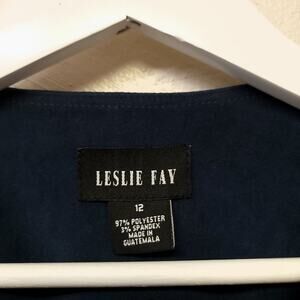 LESLIE FAY
12
97% POLYESTER
3% SPANDEX
MADE IN
GUATEMALA